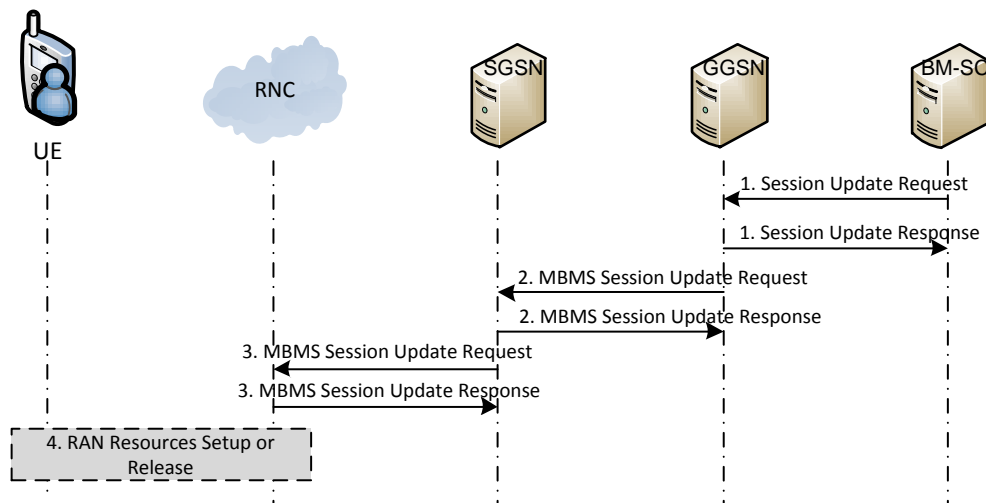 SGSN
GGSN
BM-SC
RNC
UE
1. Session Update Request
1. Session Update Response
2. MBMS Session Update Request
2. MBMS Session Update Response
3. MBMS Session Update Request
3. MBMS Session Update Response
4. RAN Resources Setup or
Release